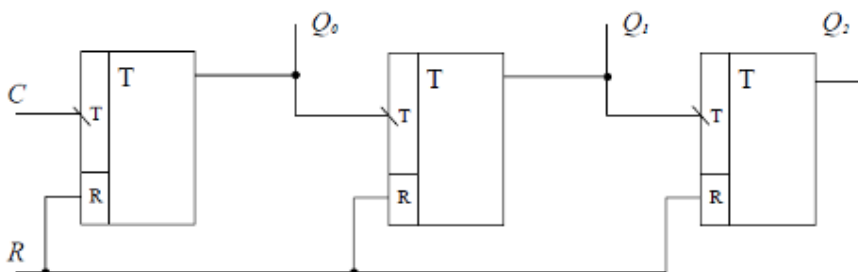 Q₀ Q₁ Q₂
T T T
C T T T
R R R
R